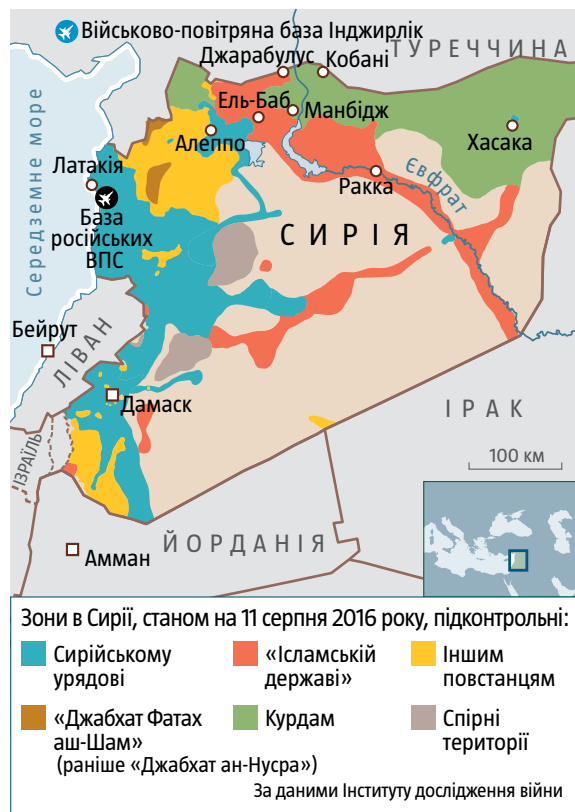 Військово-повітряна база Інджирлік
ТУРЕЧЧИНА
Джарабулус
Кобані
Ель-Баб
Манбідж
Алеппо
Хасака
Середземне море
Латакія
Ракка
Євфрат
База
російських
ВПС
СИРІЯ
Бейрут
ЛІВАН
Дамаск
ІРАК
ІЗРАЇЛЬ
100 км
ЙОРДАНІЯ
Амман
Зони в Сирії, станом на 11 серпня 2016 року, підконтрольні:
Сирійському
урядові
«Ісламській
державі»
Іншим
повстанцям
«Джабхат Фатах
аш-Шам»
(раніше «Джабхат ан-Нусра»)
Курдам
Спірні
території
За даними Інституту дослідження війни